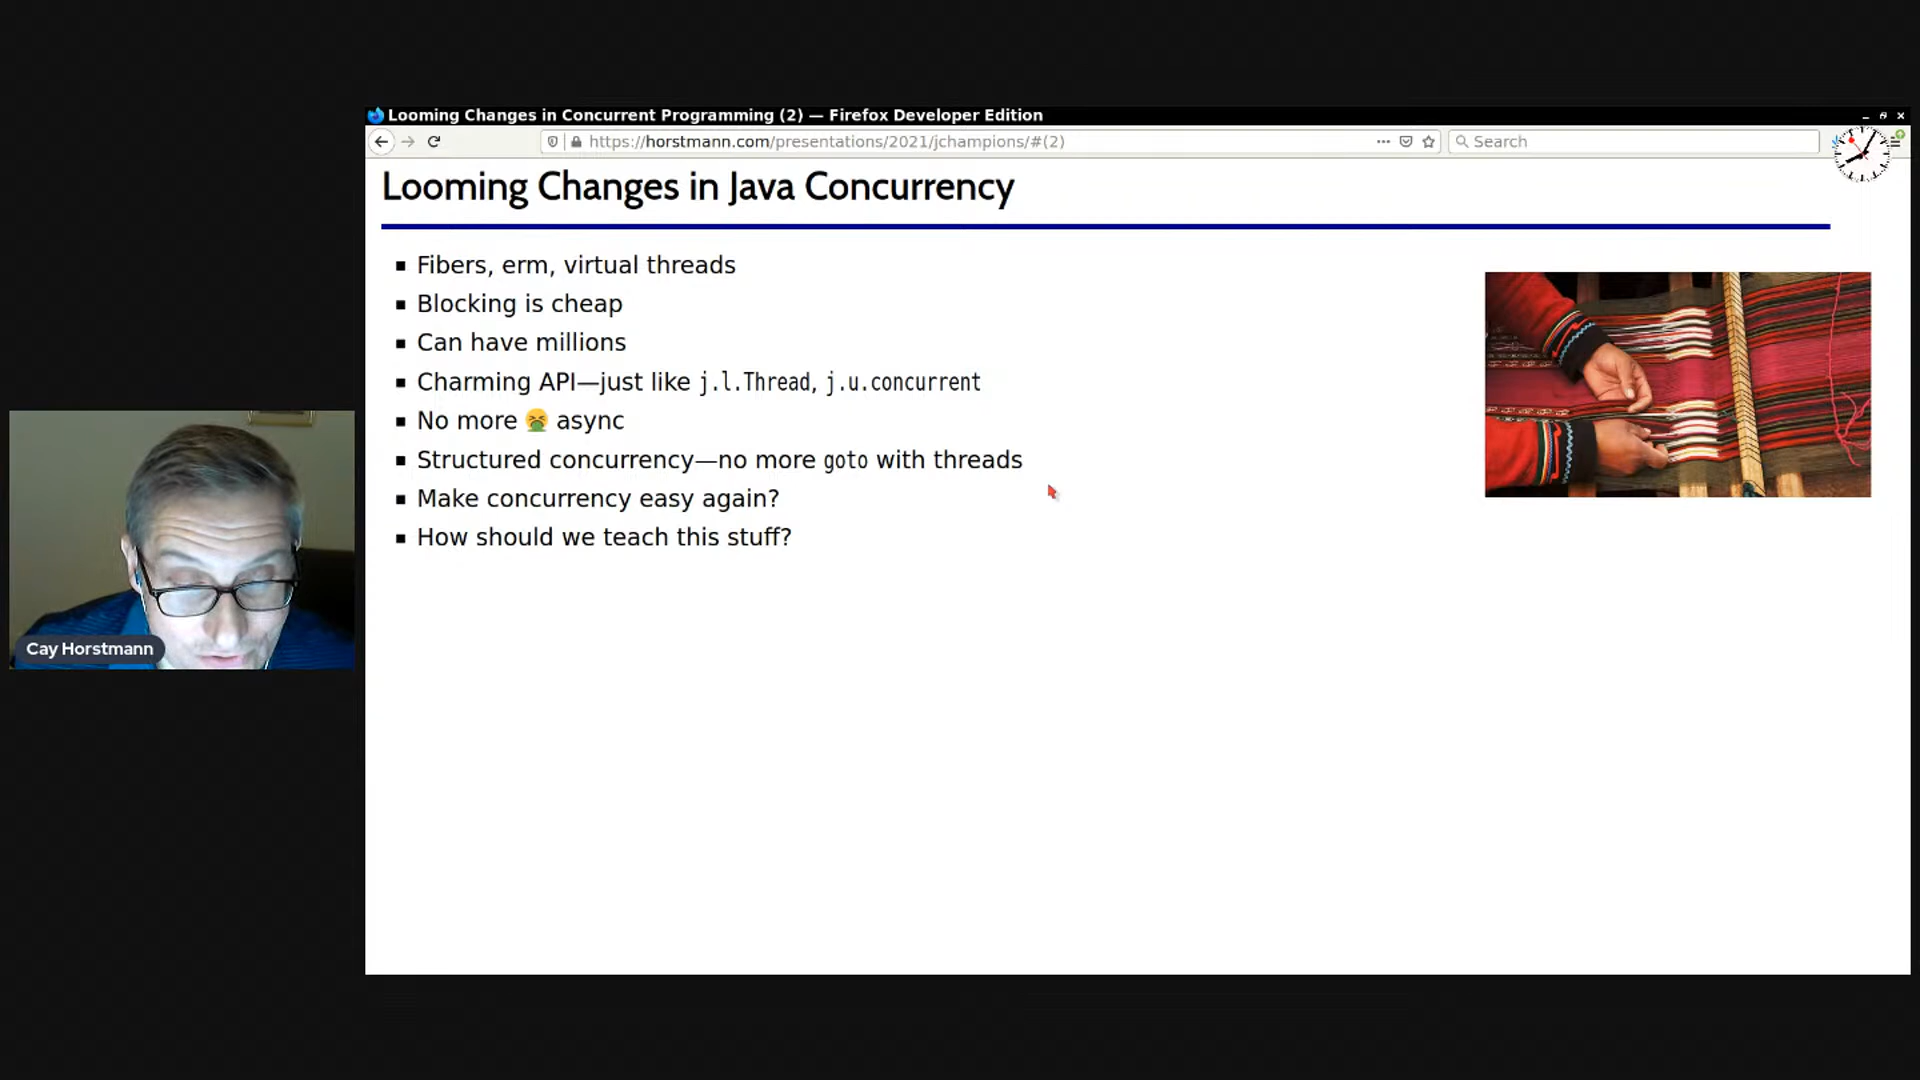 Looming Changes in Concurrent Programming (2) — Firefox Developer Edition
https://horstmann.com/presentations/2021/jchampions/#(2)
Search
Looming Changes in Java Concurrency
Fibers, erm, virtual threads
Blocking is cheap
Can have millions
Charming API—just like j.l.Thread, j.u.concurrent
No more 🤮 async
Structured concurrency—no more goto with threads
Make concurrency easy again?
How should we teach this stuff?
Cay Horstmann